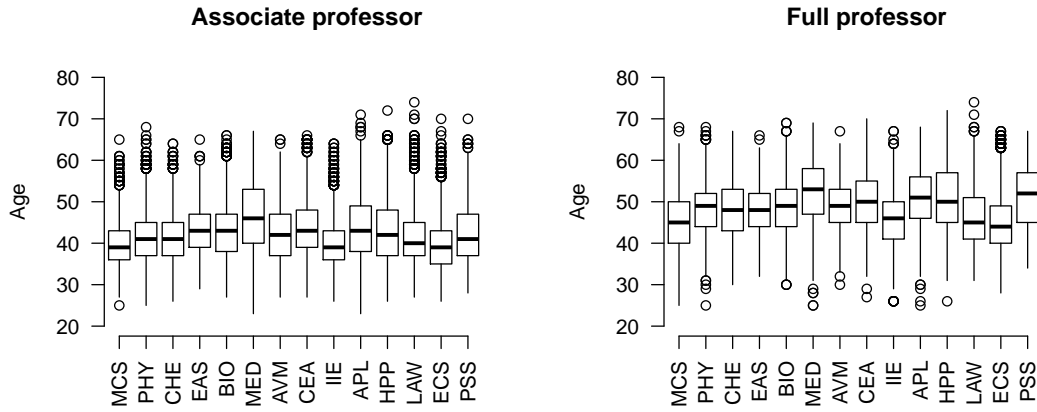 Associate professor
Age
80
70
60
50
40
30
20
MCS
PHY
CHE
EAS
BIO
MED
AVM
CEA
IIE
APL
HPP
LAW
ECS
PSS
Full professor
Age
80
70
60
50
40
30
20
MCS
PHY
CHE
EAS
BIO
MED
AVM
CEA
IIE
APL
HPP
LAW
ECS
PSS